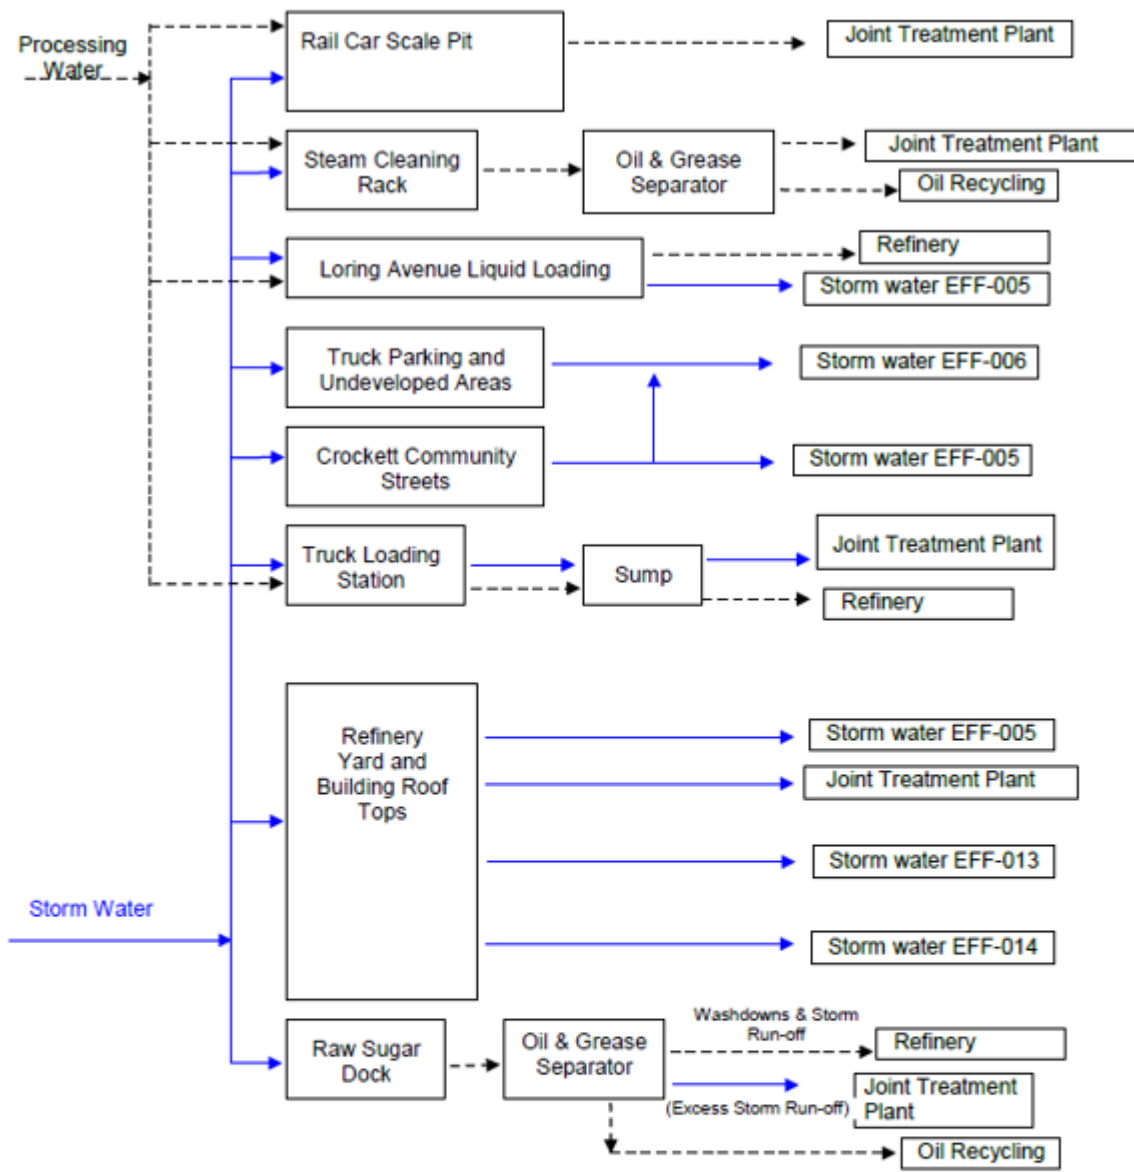 Processing
Water
Rail Car Scale Pit
Joint Treatment Plant
Steam Cleaning
Rack
Oil & Grease
Separator
Joint Treatment Plant
Oil Recycling
Loring Avenue Liquid Loading
Refinery
Storm water EFF-005
Truck Parking and
Undeveloped Areas
Storm water EFF-006
Crockett Community
Streets
Storm water EFF-005
Truck Loading
Station
Sump
Joint Treatment Plant
Refinery
Refinery
Yard and
Building Roof
Tops
Storm water EFF-005
Joint Treatment Plant
Storm water EFF-013
Storm Water
Storm water EFF-014
Raw Sugar
Dock
Oil & Grease
Separator
Washdowns & Storm
Run-off
Refinery
(Excess Storm Run-off)
Joint Treatment
Plant
Oil Recycling